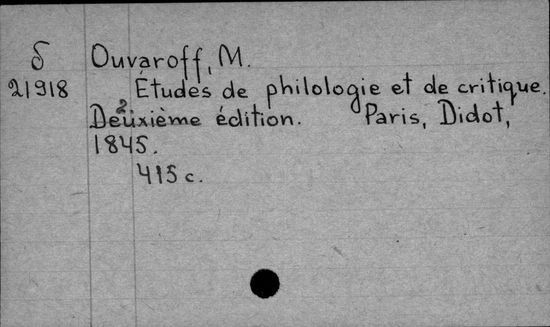 δ Ouvaroff, M.
21918 Études de philologie et de critique.
Deuxième édition. Paris, Didot,
1845.
415 c.